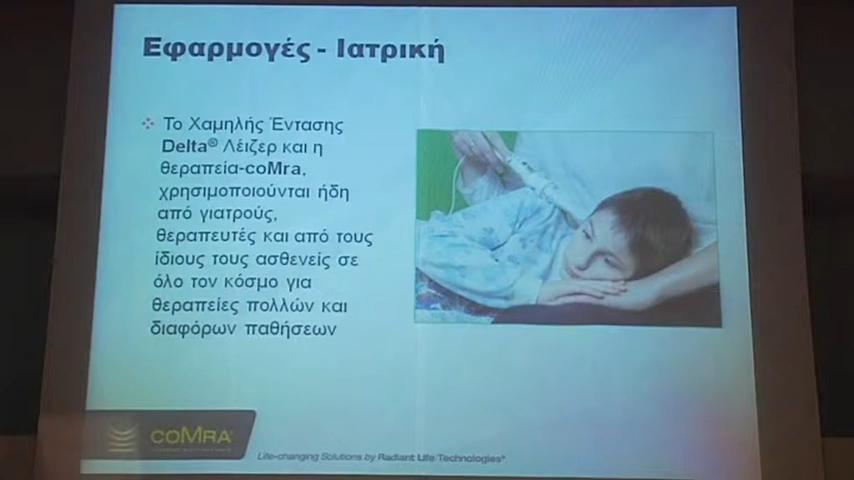 Εφαρμογές - Ιατρική
Το Χαμηλής Έντασης
Delta® Λέιζερ και η
θεραπεία-coMra,
χρησιμοποιούνται ήδη
από γιατρούς,
θεραπευτές και από τους
ίδιους τους ασθενείς σε
όλο τον κόσμο για
θεραπείες πολλών και
διαφόρων παθήσεων
COMRA
Life-changing Solutions by Radiant Life Technologies®